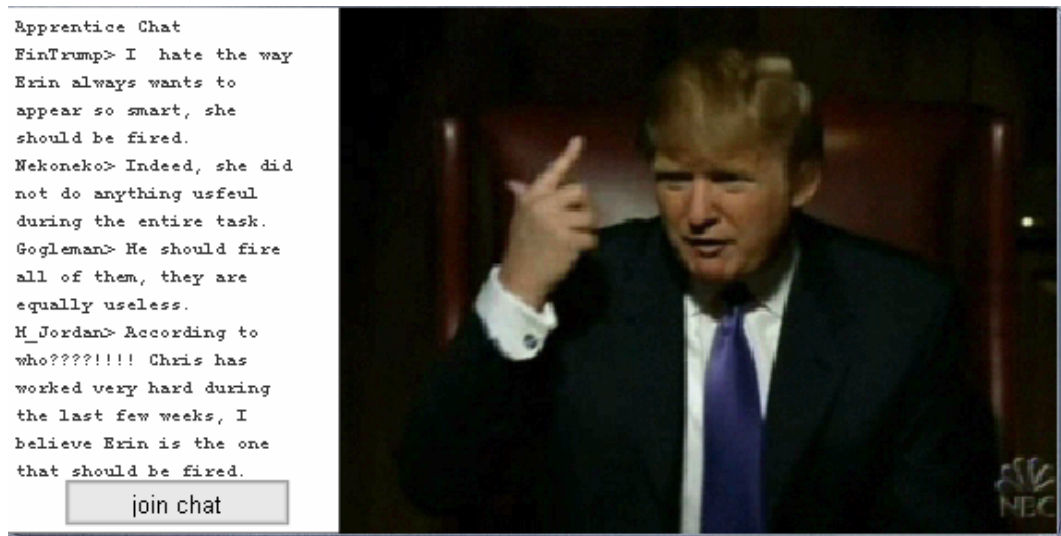 Apprentice Chat
FinTrump> I  hate the way
Erin always wants to
appear so smart, she
should be fired.
Nekoneko> Indeed, she did
not do anything usfeul
during the entire task.
Gogleman> He should fire
all of them, they are
equally useless.
H_Jordan> According to
who????!!!! Chris has
worked very hard during
the last few weeks, I
believe Erin is the one
that should be fired.
join chat
NBC